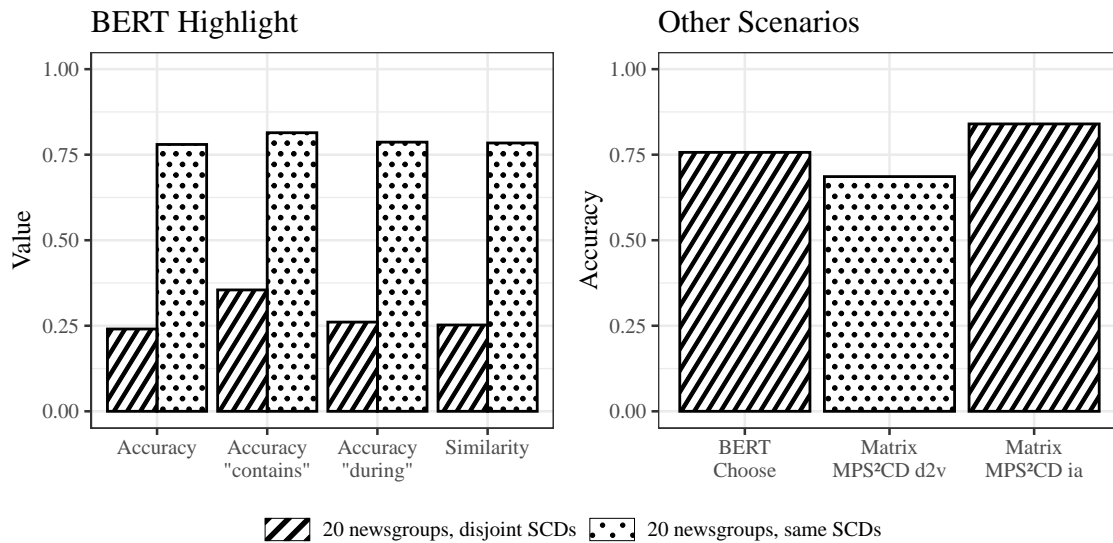 BERT Highlight
Value
1.00
0.75
0.50
0.25
0.00
Accuracy
Accuracy
"contains"
Accuracy
"during"
Similarity
Other Scenarios
Accuracy
1.00
0.75
0.50
0.25
0.00
BERT
Choose
Matrix
MPS²CD d2v
Matrix
MPS²CD ia
20 newsgroups, disjoint SCDs
20 newsgroups, same SCDs